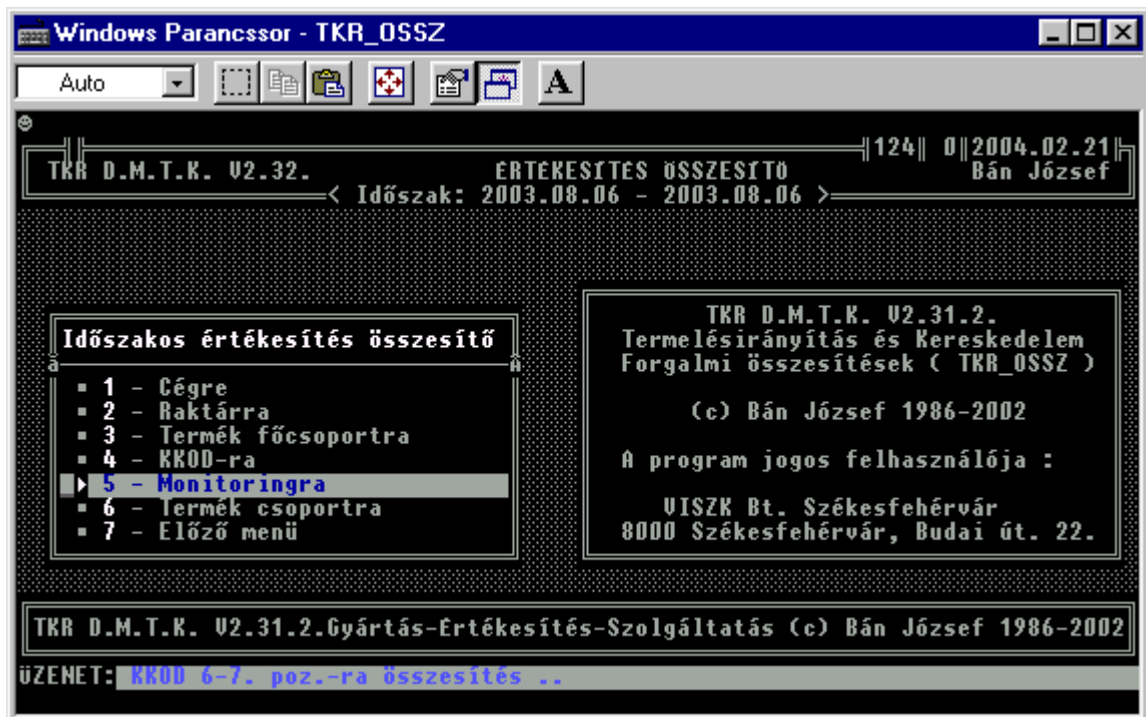 Windows Parancssor - TKR_OSSZ
Auto
A
124 0 2004.02.21
TKR D.M.T.K. V2.32. ÉRTÉKESÍTÉS ÖSSZESÍTŐ Bán József
< Időszak: 2003.08.06 - 2003.08.06 >
Időszakos értékesítés összesítő
1 - Cégre
2 - Raktárra
3 - Termék főcsoportra
4 - KKOD-ra
5 - Monitoringra
6 - Termék csoportra
7 - Előző menü
TKR D.M.T.K. V2.31.2.
Termelésirányítás és Kereskedelem
Forgalmi összesítések ( TKR_OSSZ )
(c) Bán József 1986-2002
A program jogos felhasználója :
VISZK Bt. Székesfehérvár
8000 Székesfehérvár, Budai út. 22.
TKR D.M.T.K. V2.31.2.Gyártás-Értékesítés-Szolgáltatás (c) Bán József 1986-2002
üZENET: KKOD 6-7. poz.-ra összesítés ..